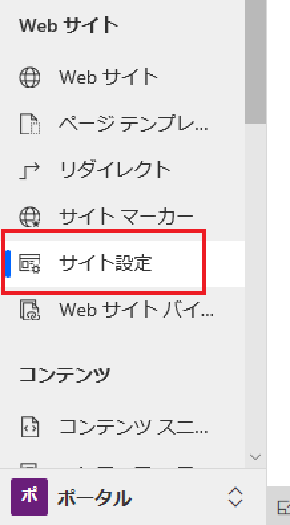 Web サイト
Web サイト
ページ テンプレ...
リダイレクト
サイト マーカー
サイト設定
Web サイト バイ...
コンテンツ
コンテンツ スニ...
ポ ポータル